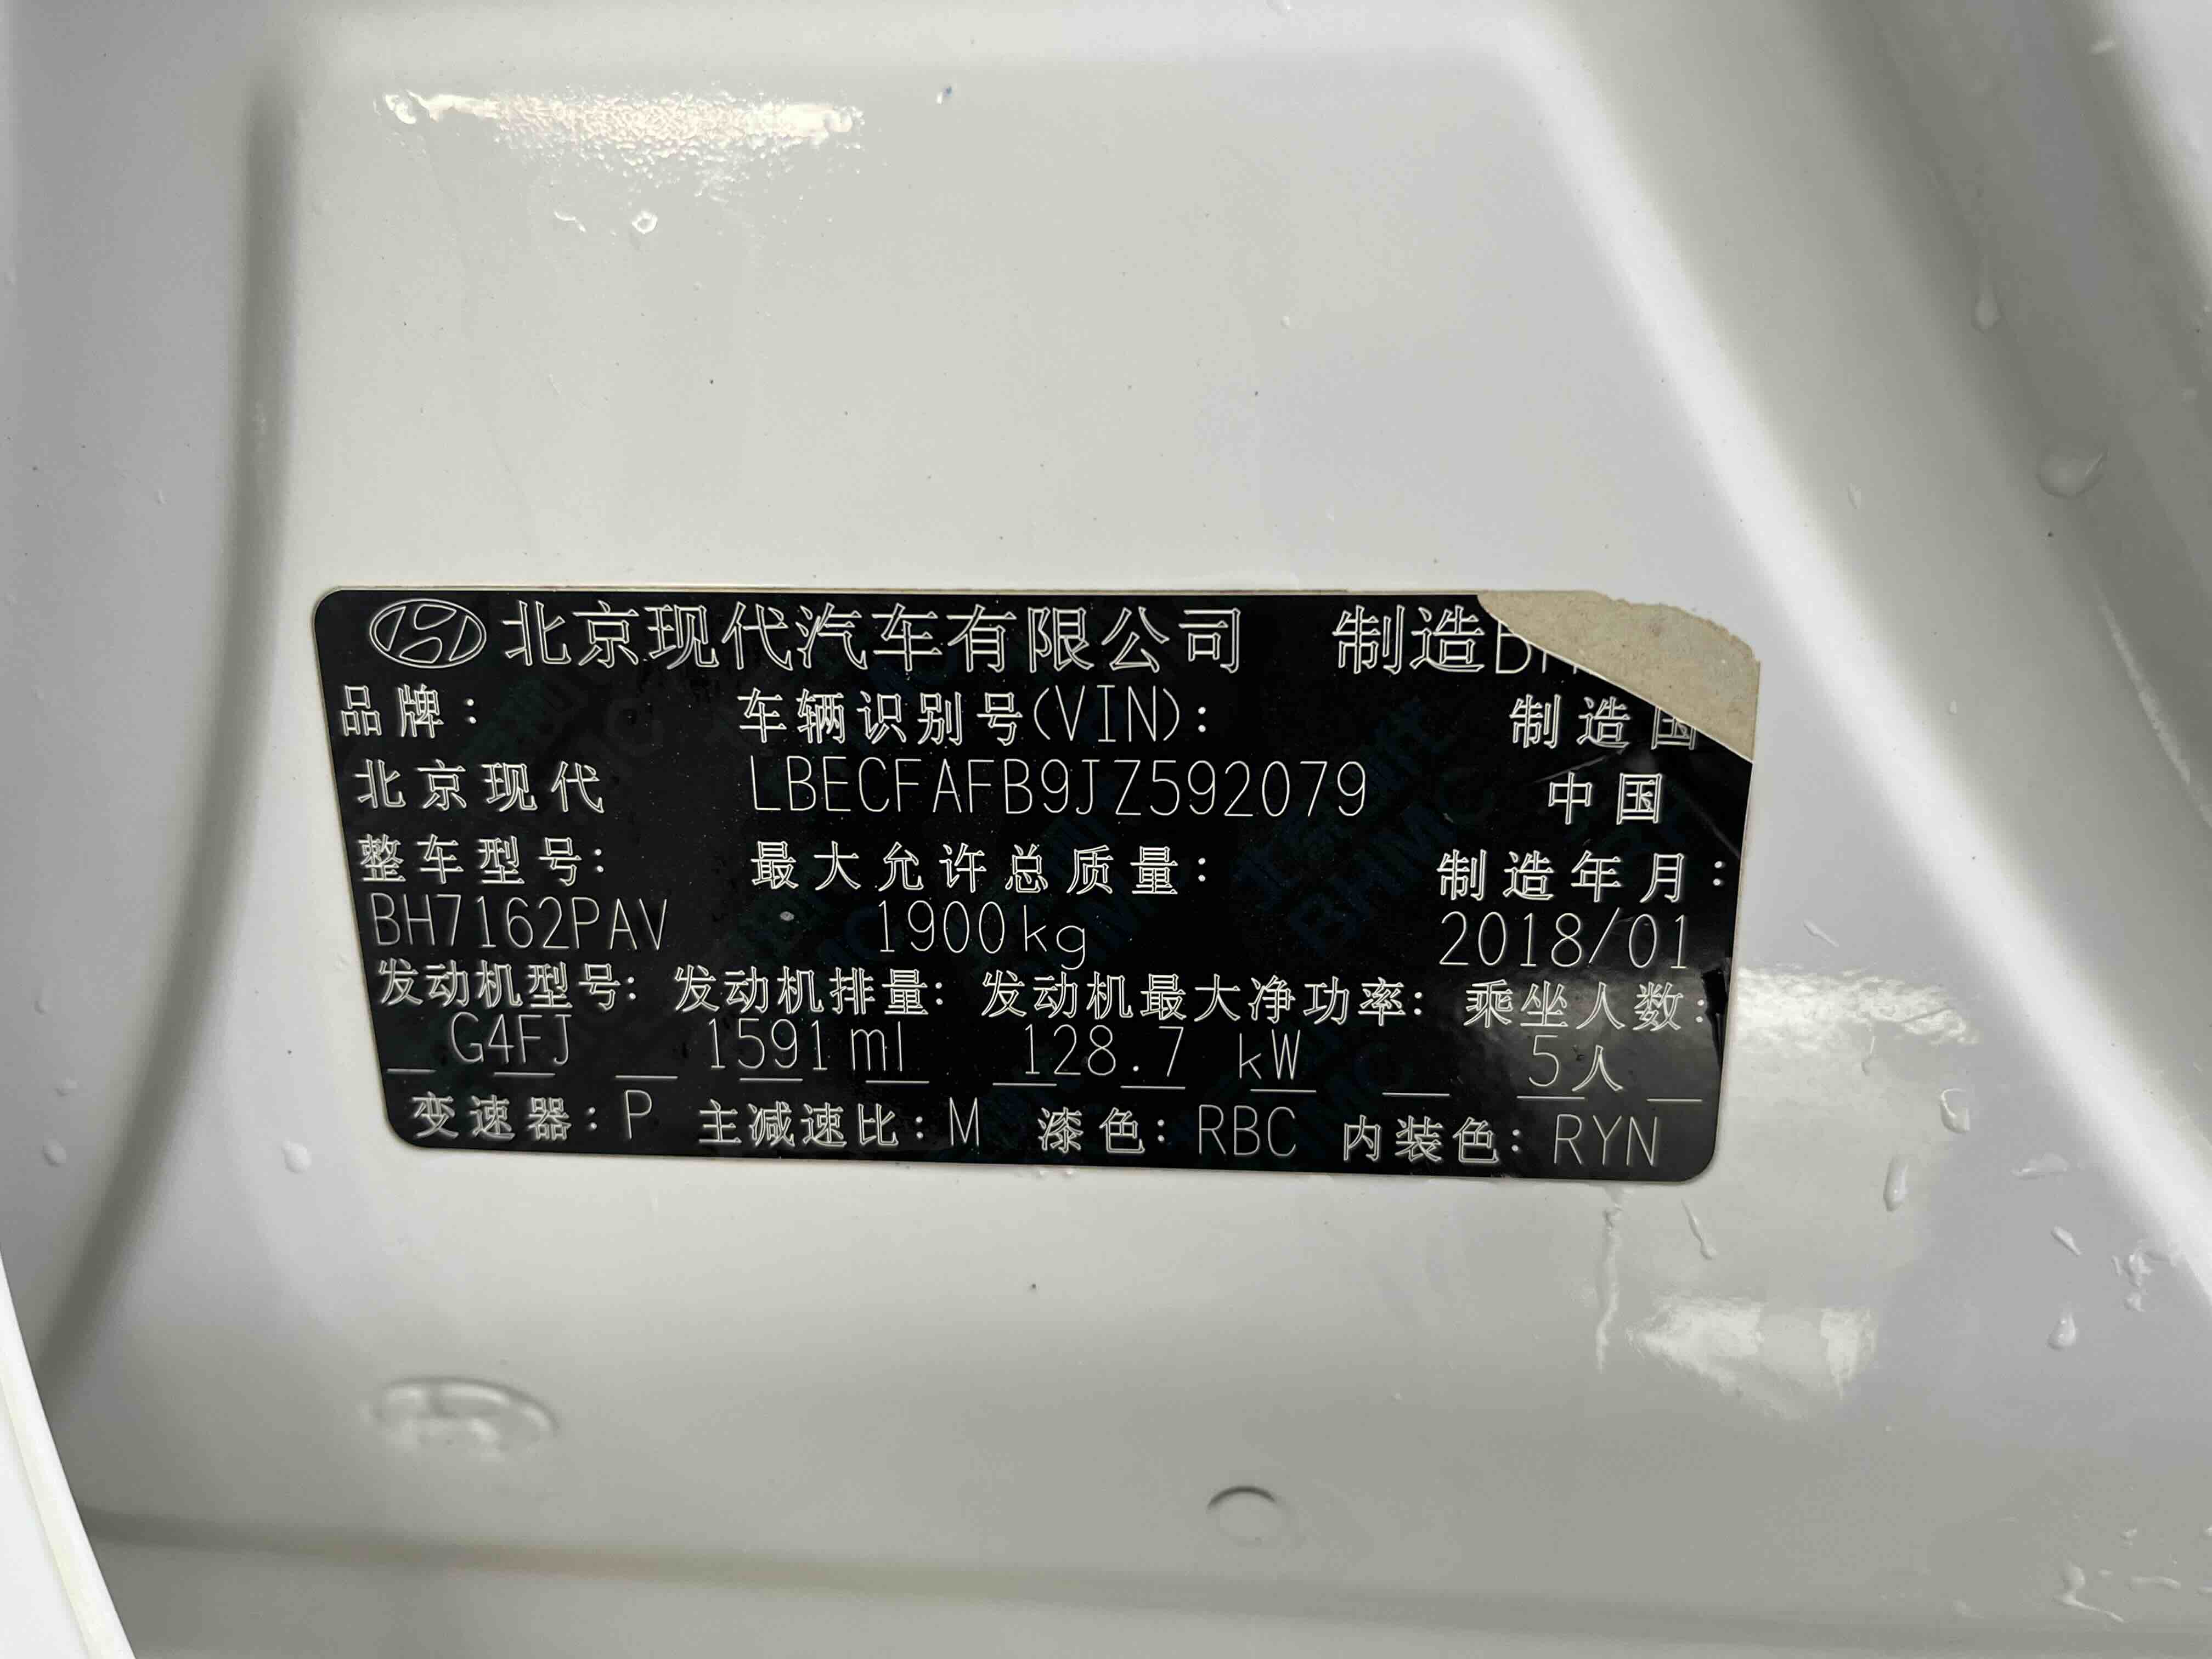 北京现代汽车有限公司 制造
品牌： 车辆识别号(VIN)： 制造国
北京现代 LBECFAFB9JZ592079 中国
整车型号： 最大允许总质量： 制造年月：
BH7162PAV 1900kg 2018/01
发动机型号： 发动机排量： 发动机最大净功率： 乘坐人数：
G4FJ 1591ml 128.7 kW 5人
变速器：P 主减速比：M 漆色：RBC 内装色：RYN